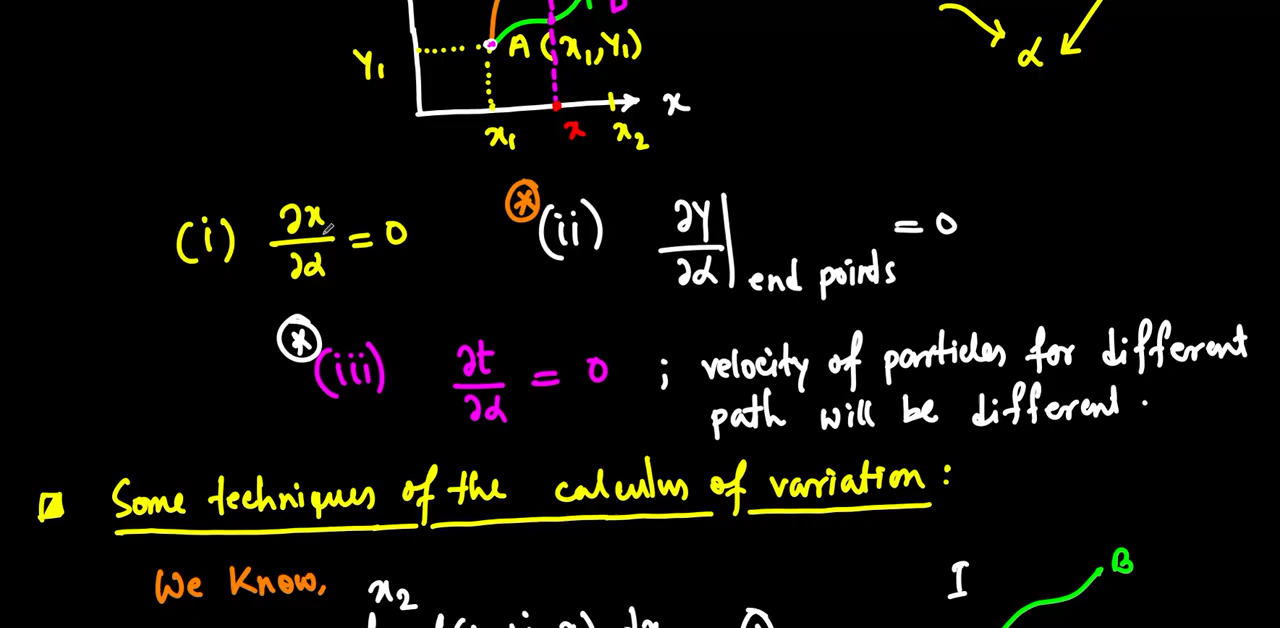 Y₁ A (x₁, Y₁) α
x
x₁ x x₂
(i) ∂x/∂α = 0 (ii) ∂Y/∂α | end points = 0
(iii) ∂t/∂α = 0 ; velocity of particles for different
path will be different.
Some techniques of the calculus of variation :
We Know,
x₂ I B